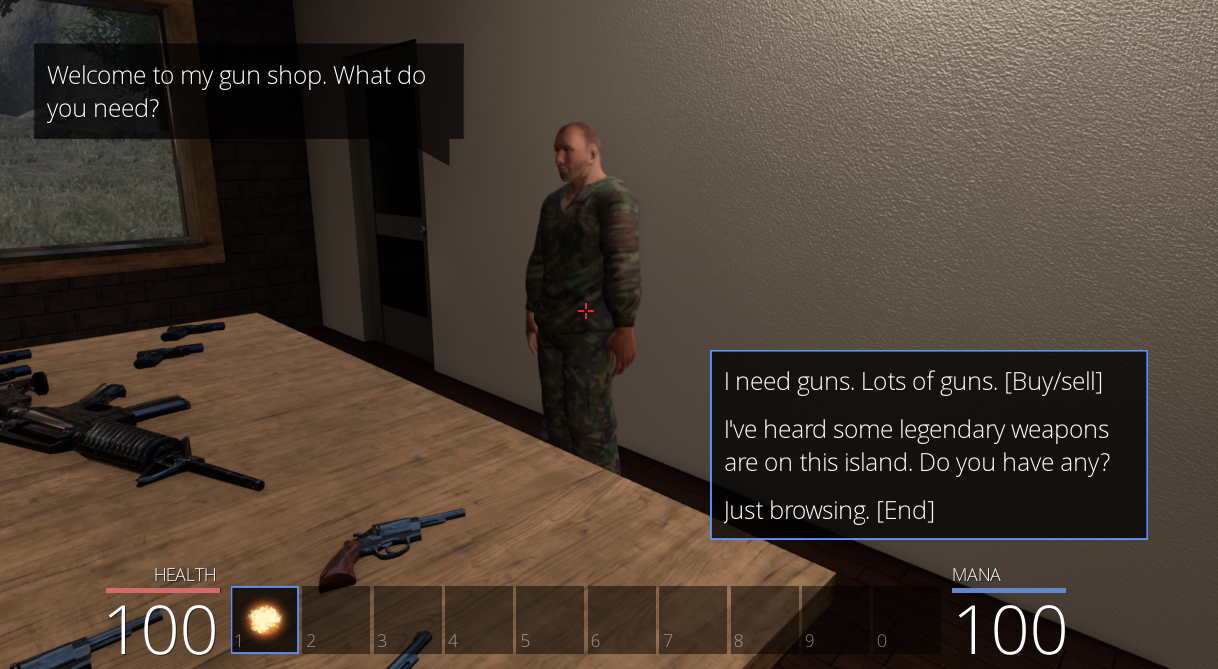 Welcome to my gun shop. What do
you need?
I need guns. Lots of guns. [Buy/sell]
I've heard some legendary weapons
are on this island. Do you have any?
Just browsing. [End]
HEALTH
100
1 2 3 4 5 6 7 8 9 0
MANA
100